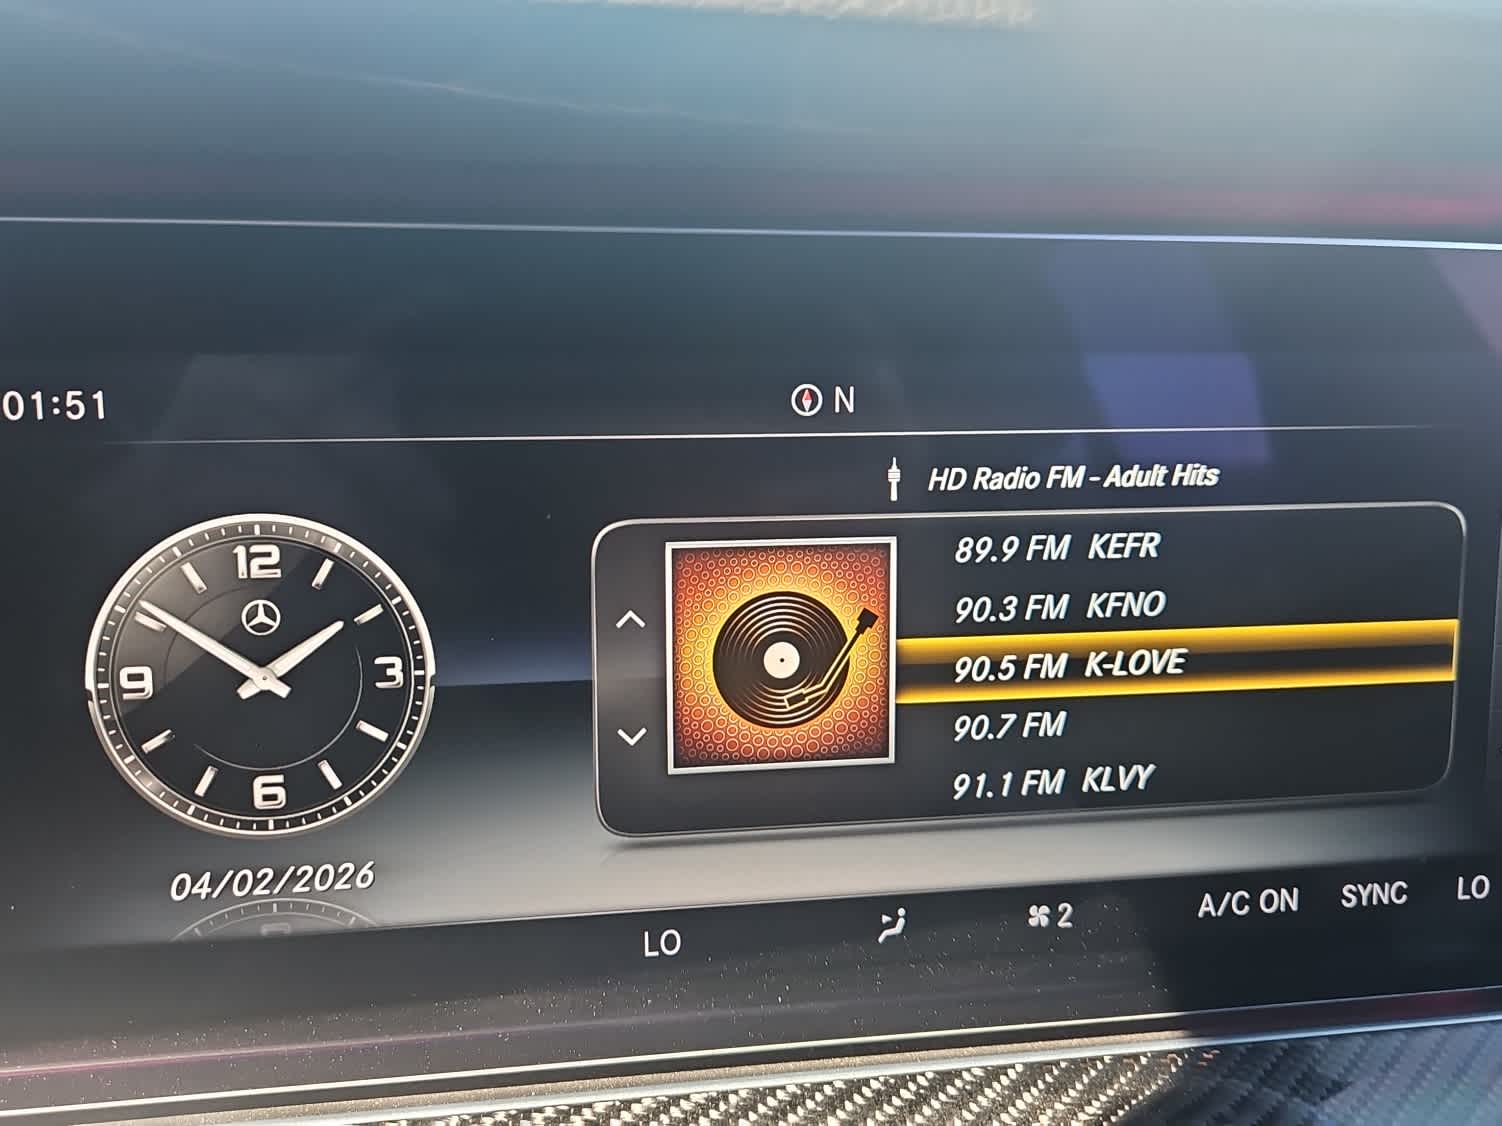 01:51
N
HD Radio FM - Adult Hits
89.9 FM KEFR
90.3 FM KFNO
90.5 FM K-LOVE
90.7 FM
91.1 FM KLVY
12
9
3
6
04/02/2026
LO
2
A/C ON
SYNC
LO